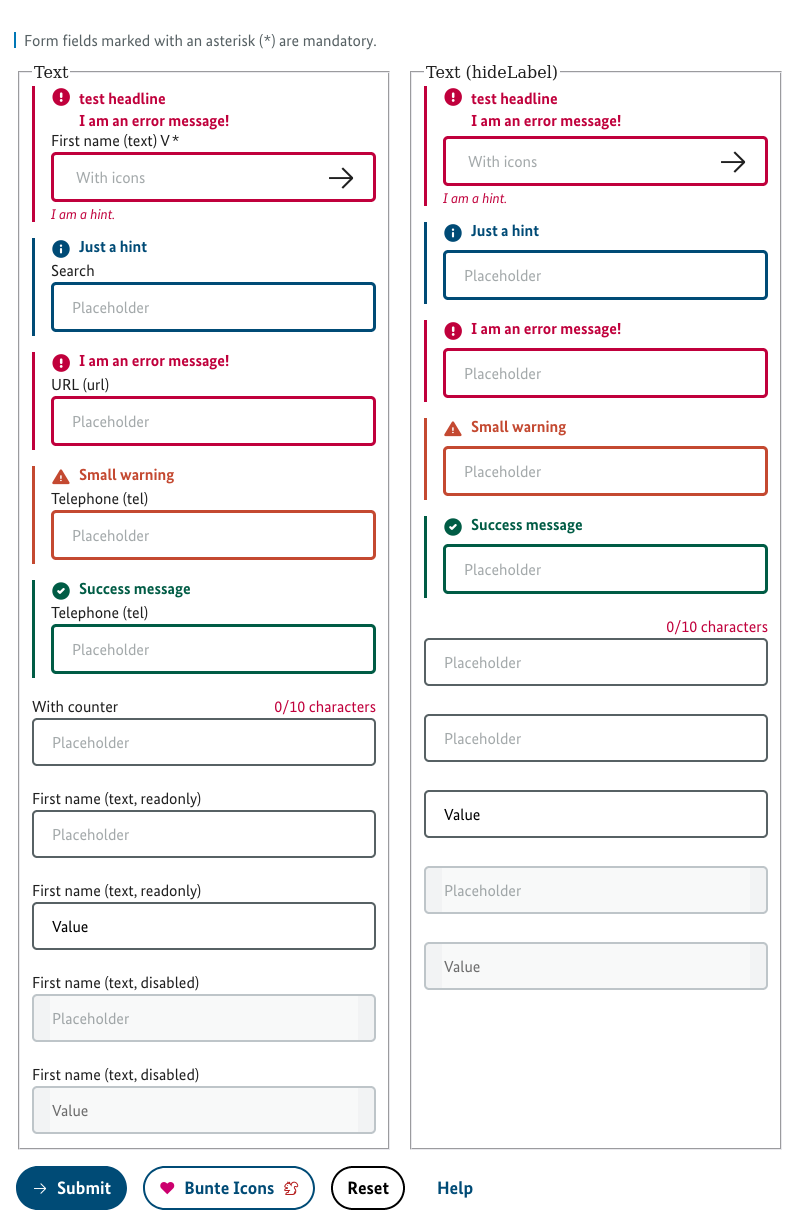 Form fields marked with an asterisk (*) are mandatory.
Text
test headline
I am an error message!
First name (text) V *
With icons
I am a hint.
Just a hint
Search
Placeholder
I am an error message!
URL (url)
Placeholder
Small warning
Telephone (tel)
Placeholder
Success message
Telephone (tel)
Placeholder
With counter 0/10 characters
Placeholder
First name (text, readonly)
Placeholder
First name (text, readonly)
Value
First name (text, disabled)
Placeholder
First name (text, disabled)
Value
Text (hideLabel)
test headline
I am an error message!
With icons
I am a hint.
Just a hint
Placeholder
I am an error message!
Placeholder
Small warning
Placeholder
Success message
Placeholder
0/10 characters
Placeholder
Placeholder
Value
Placeholder
Value
Submit Bunte Icons Reset Help